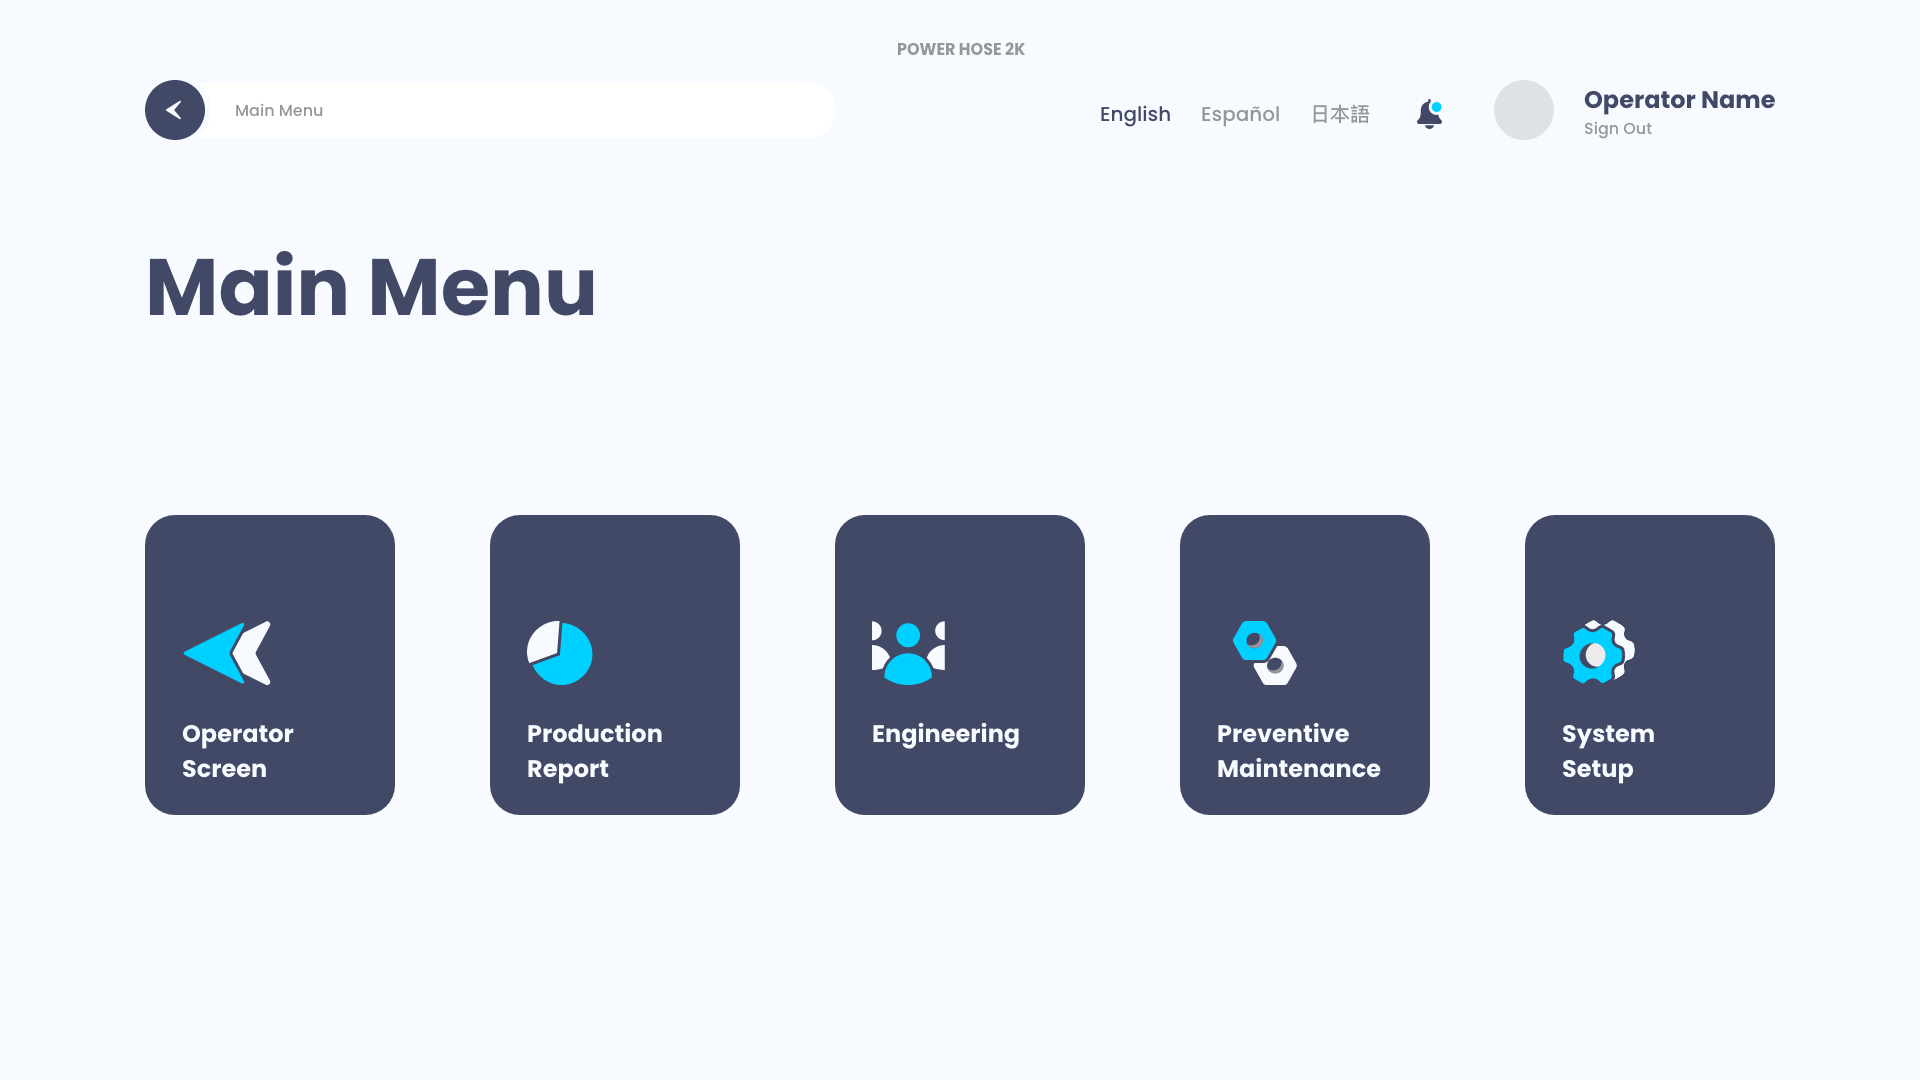 POWER HOSE 2K
Main Menu
English Español 日本語
Operator Name
Sign Out
Main Menu
Operator
Screen
Production
Report
Engineering
Preventive
Maintenance
System
Setup